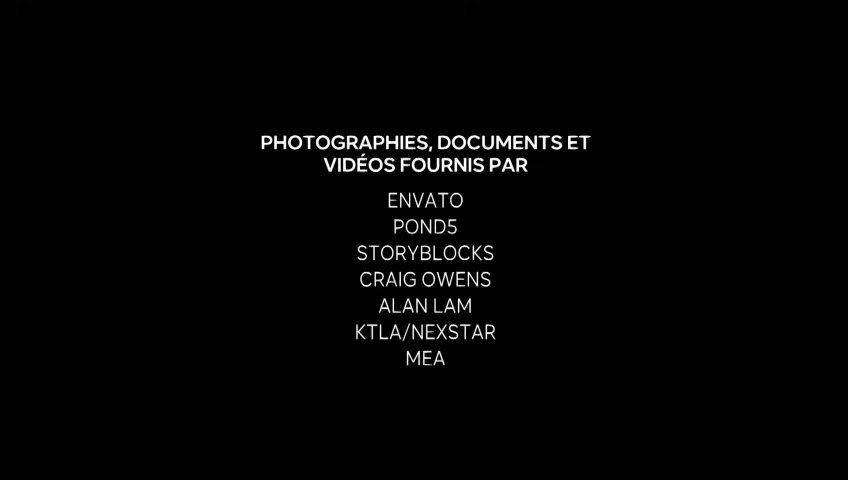 PHOTOGRAPHIES, DOCUMENTS ET
VIDÉOS FOURNIS PAR
ENVATO
POND5
STORYBLOCKS
CRAIG OWENS
ALAN LAM
KTLA/NEXSTAR
MEA